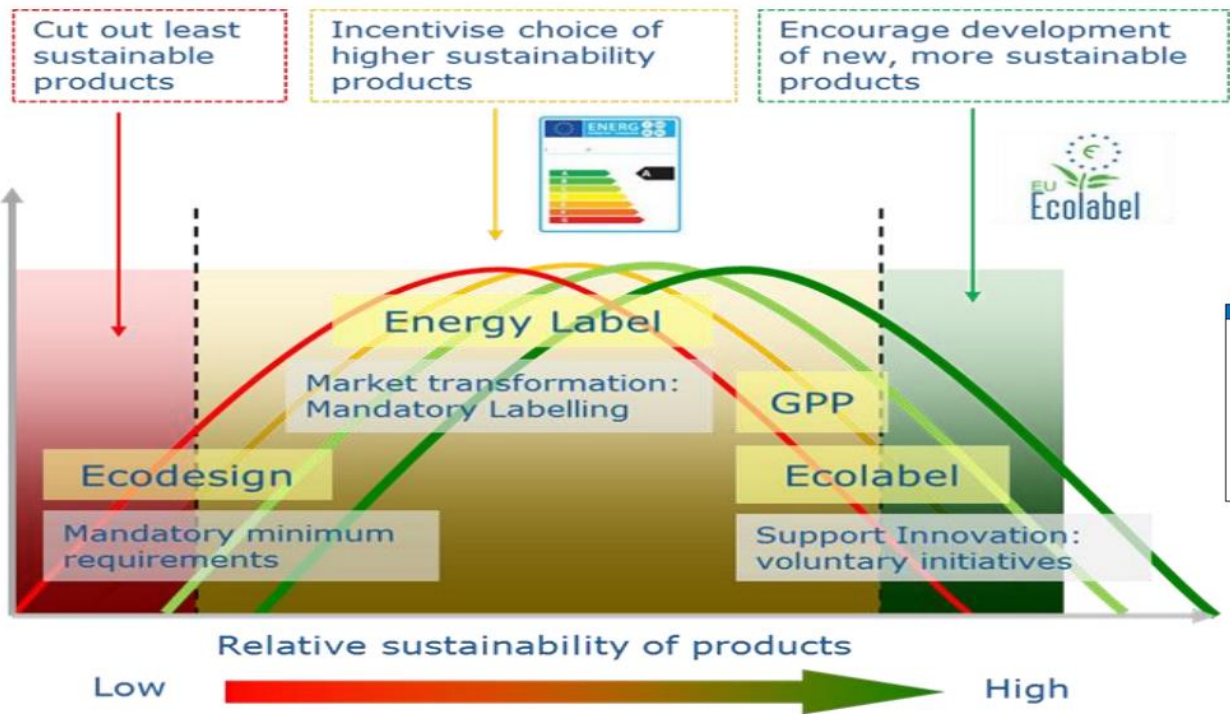 Cut out least
sustainable
products
Incentivise choice of
higher sustainability
products
Encourage development
of new, more sustainable
products
ENERG
A
A
EU
Ecolabel
Energy Label
Market transformation:
Mandatory Labelling
GPP
Ecodesign
Ecolabel
Mandatory minimum
requirements
Support Innovation:
voluntary initiatives
Relative sustainability of products
Low
High